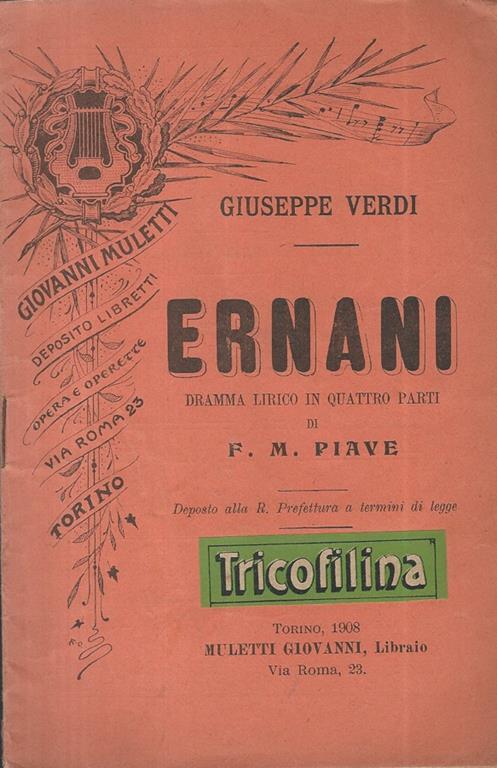 GIOVANNI MULETTI
DEPOSITO LIBRETTI
OPERA E OPERETTE
VIA ROMA 23
TORINO
GIUSEPPE VERDI
ERNANI
DRAMMA LIRICO IN QUATTRO PARTI
DI
F. M. PIAVE
Deposto alla R. Prefettura a termini di legge
Tricofilina
TORINO, 1908
MULETTI GIOVANNI, Libraio
Via Roma, 23.